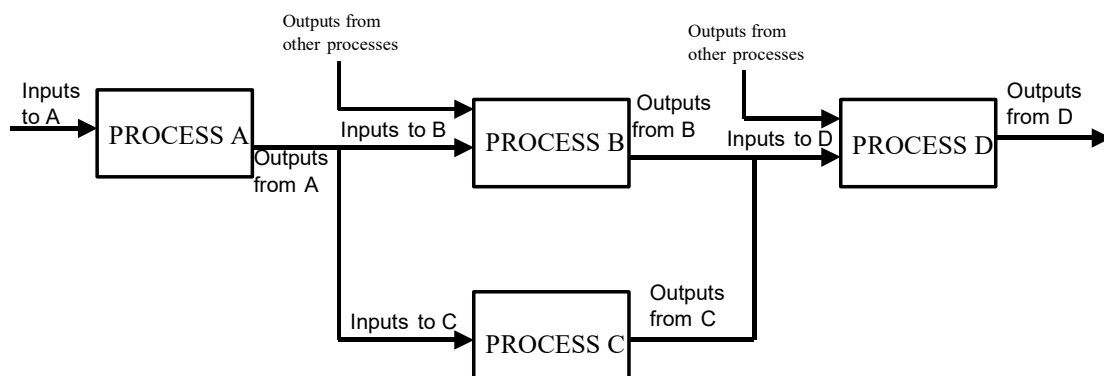 Outputs from
other processes
Outputs from
other processes
Inputs
to A
PROCESS A
Outputs
from A
Inputs to B
PROCESS B
Outputs
from B
Inputs to D
PROCESS D
Outputs
from D
Inputs to C
PROCESS C
Outputs
from C